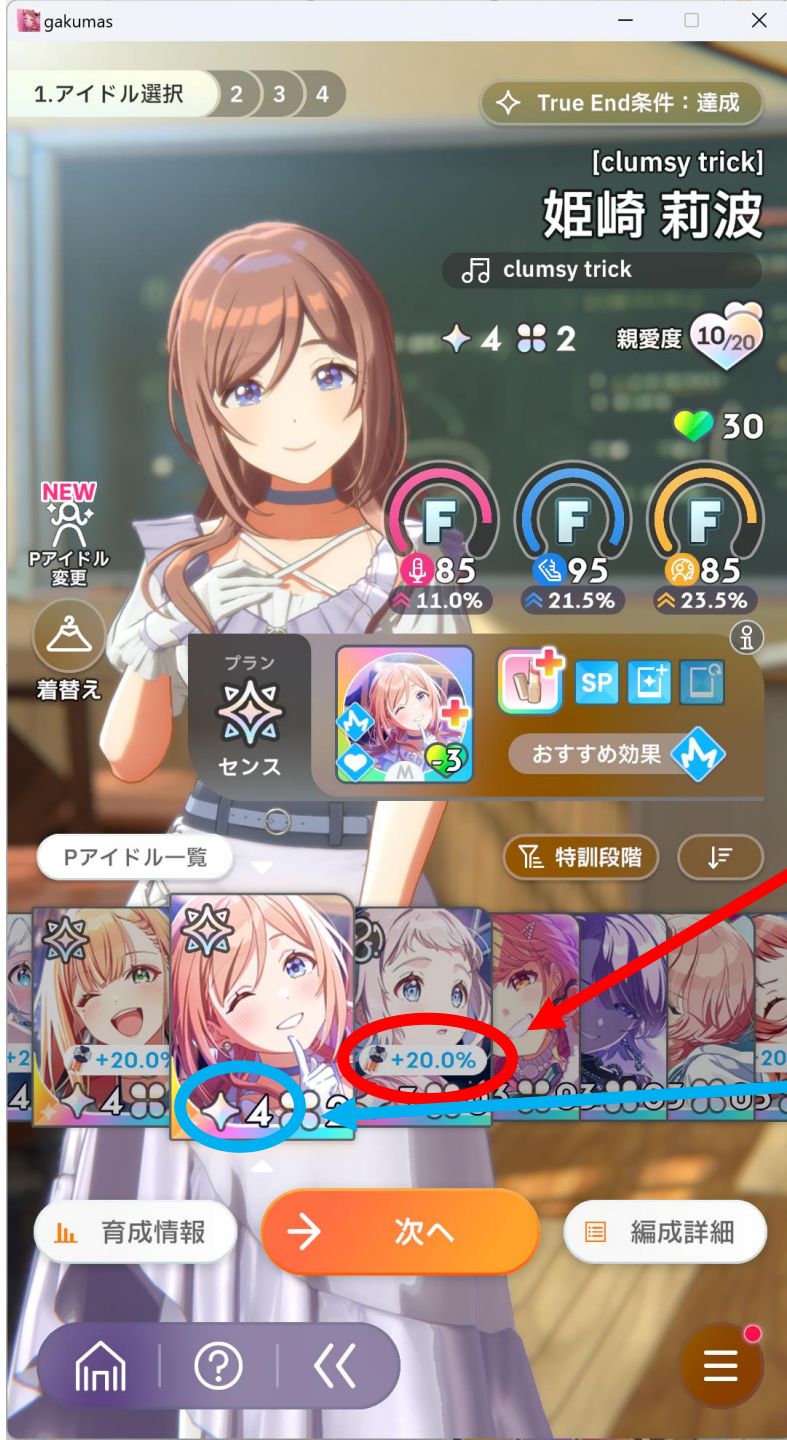 gakumas
1.アイドル選択 2 3 4
True End条件：達成
[clumsy trick]
姫崎 莉波
clumsy trick
4 2 親愛度 10/20
30
NEW
Pアイドル
変更
F F F
85 95 85
11.0% 21.5% 23.5%
着替え
プラン
センス
M -3
SP
おすすめ効果
Pアイドル一覧
特訓段階
+20.0% +20.0%
4 4 2
育成情報
次へ
編成詳細